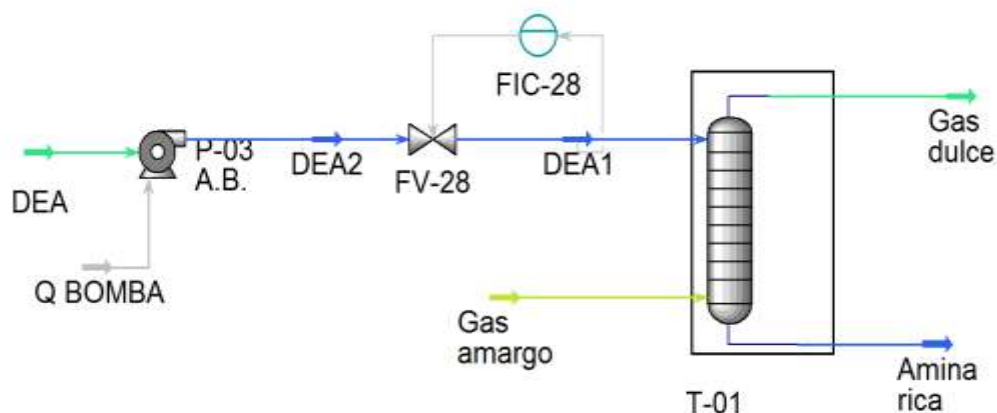 FIC-28
Gas
dulce
P-03
A.B.
DEA2
FV-28
DEA1
DEA
Q BOMBA
Gas
amargo
Amina
rica
T-01